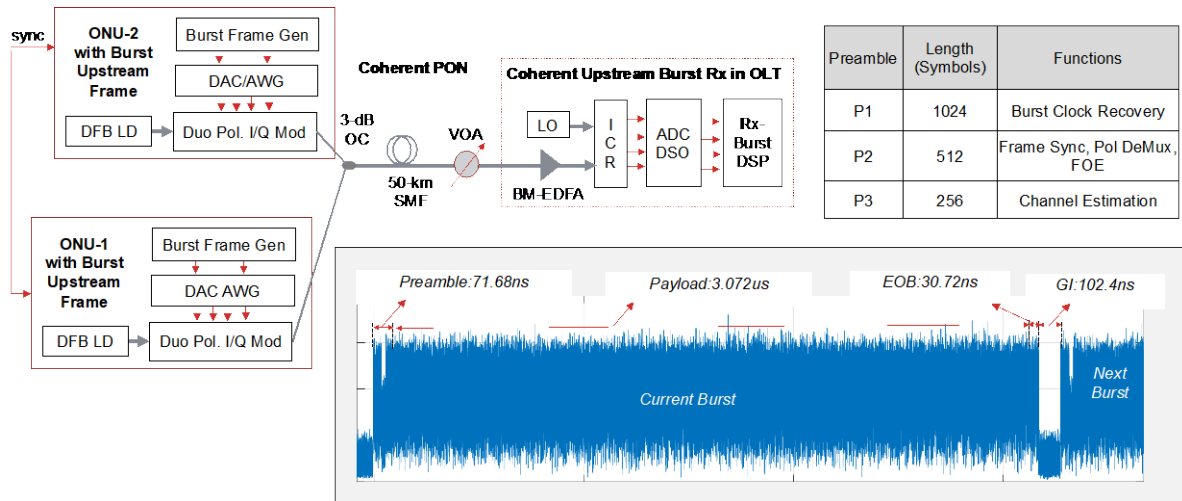 sync
ONU-2
with Burst
Upstream
Frame
Burst Frame Gen
DAC/AWG
DFB LD
Duo Pol. I/Q Mod
Coherent PON
3-dB
OC
50-km
SMF
VOA
BM-EDFA
Coherent Upstream Burst Rx in OLT
LO
I
C
R
ADC
DSO
Rx-
Burst
DSP
ONU-1
with Burst
Upstream
Frame
Burst Frame Gen
DAC AWG
DFB LD
Duo Pol. I/Q Mod
Preamble
Length
(Symbols)
Functions
P1
1024
Burst Clock Recovery
P2
512
Frame Sync, Pol DeMux,
FOE
P3
256
Channel Estimation
Preamble:71.68ns
Payload:3.072us
EOB:30.72ns
GI:102.4ns
Current Burst
Next
Burst